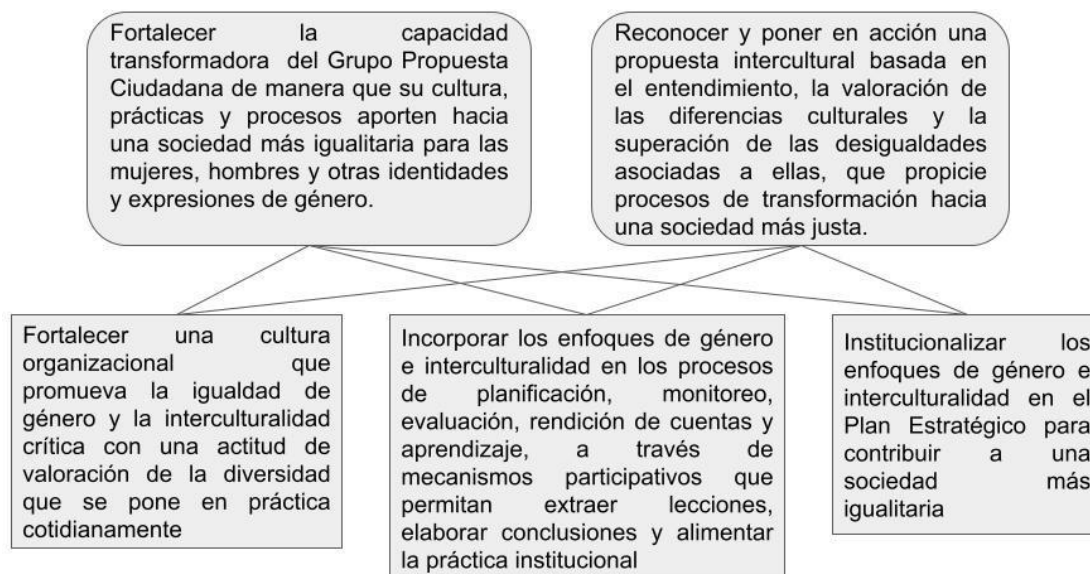 Fortalecer la capacidad
transformadora del Grupo Propuesta
Ciudadana de manera que su cultura,
prácticas y procesos aporten hacia
una sociedad más igualitaria para las
mujeres, hombres y otras identidades
y expresiones de género.
Reconocer y poner en acción una
propuesta intercultural basada en
el entendimiento, la valoración de
las diferencias culturales y la
superación de las desigualdades
asociadas a ellas, que propicie
procesos de transformación hacia
una sociedad más justa.
Fortalecer una cultura
organizacional que
promueva la igualdad de
género y la interculturalidad
crítica con una actitud de
valoración de la diversidad
que se pone en práctica
cotidianamente
Incorporar los enfoques de género
e interculturalidad en los procesos
de planificación, monitoreo,
evaluación, rendición de cuentas y
aprendizaje, a través de
mecanismos participativos que
permitan extraer lecciones,
elaborar conclusiones y alimentar
la práctica institucional
Institucionalizar los
enfoques de género e
interculturalidad en el
Plan Estratégico para
contribuir a una
sociedad más
igualitaria